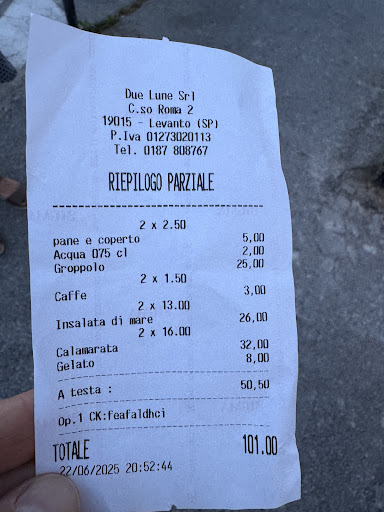 Due Lune Srl
C.so Roma 2
19015 - Levanto (SP)
P.Iva 01273020113
Tel. 0187 808767
RIEPILOGO PARZIALE
2 x 2.50
pane e coperto 5,00
Acqua 075 cl 2,00
Groppolo 25,00
2 x 1.50
Caffe 3,00
2 x 13.00
Insalata di mare 26,00
2 x 16.00
Calamarata 32,00
Gelato 8,00
A testa : 50,50
Op.1 CK:feafaldhci
TOTALE 101.00
22/06/2025 20:52:44